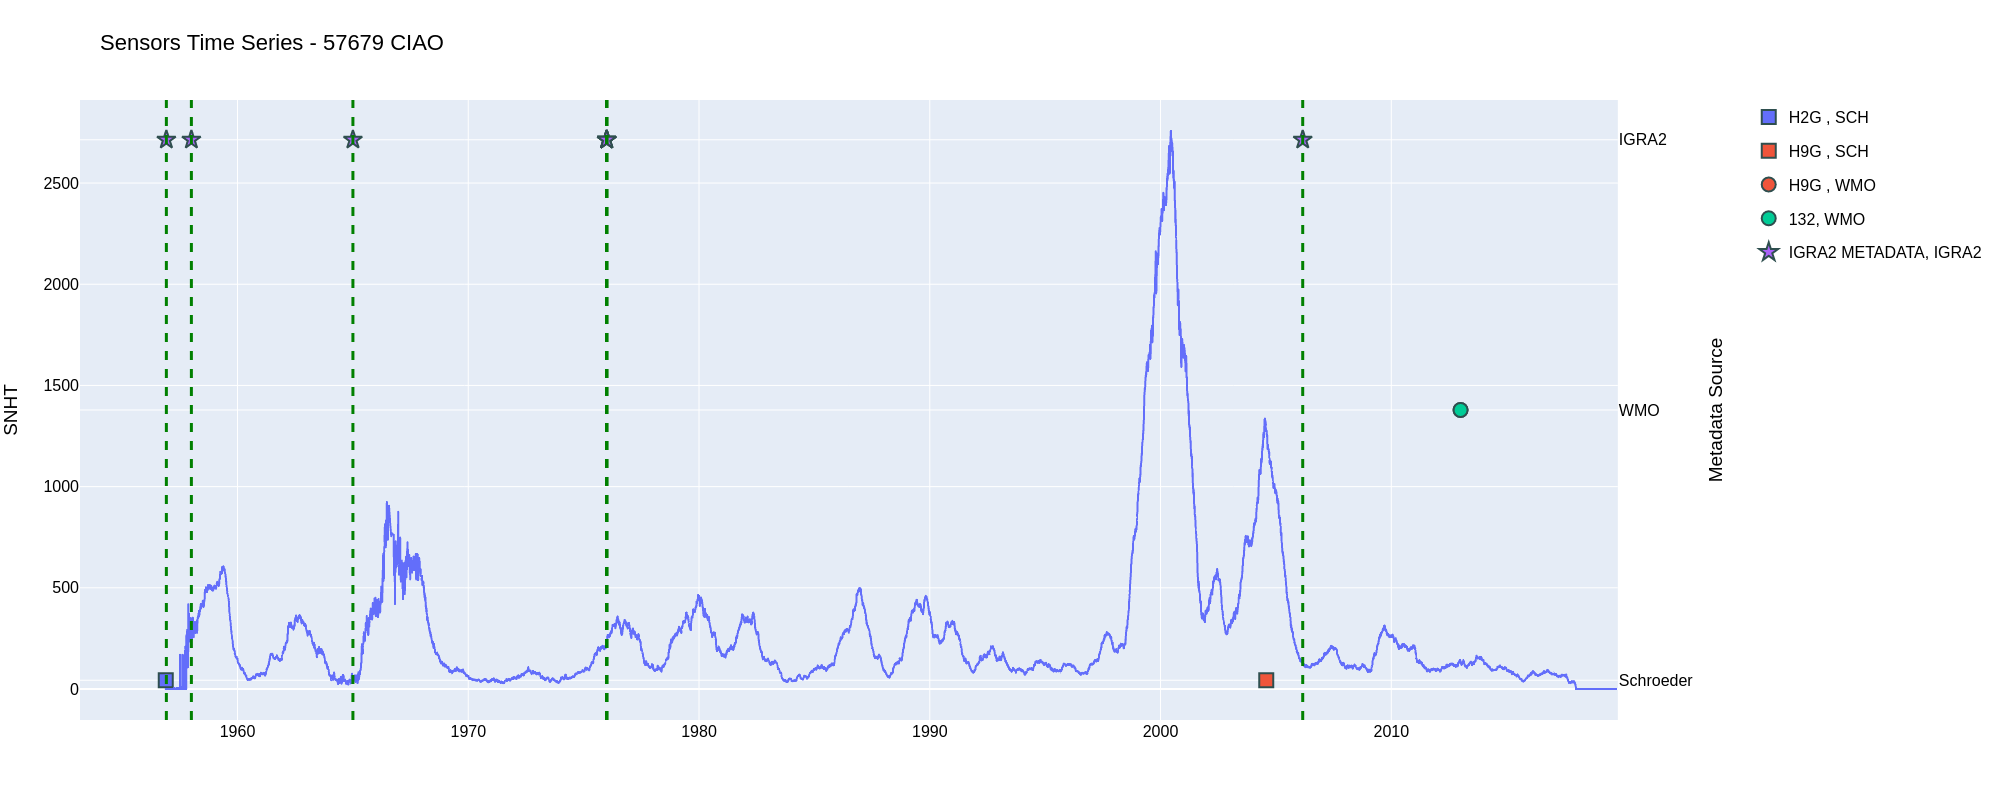 Sensors Time Series - 57679 CIAO
SNHT
2500
2000
1500
1000
500
0
1960
1970
1980
1990
2000
2010
IGRA2
WMO
Schroeder
Metadata Source
H2G , SCH
H9G , SCH
H9G , WMO
132, WMO
IGRA2 METADATA, IGRA2